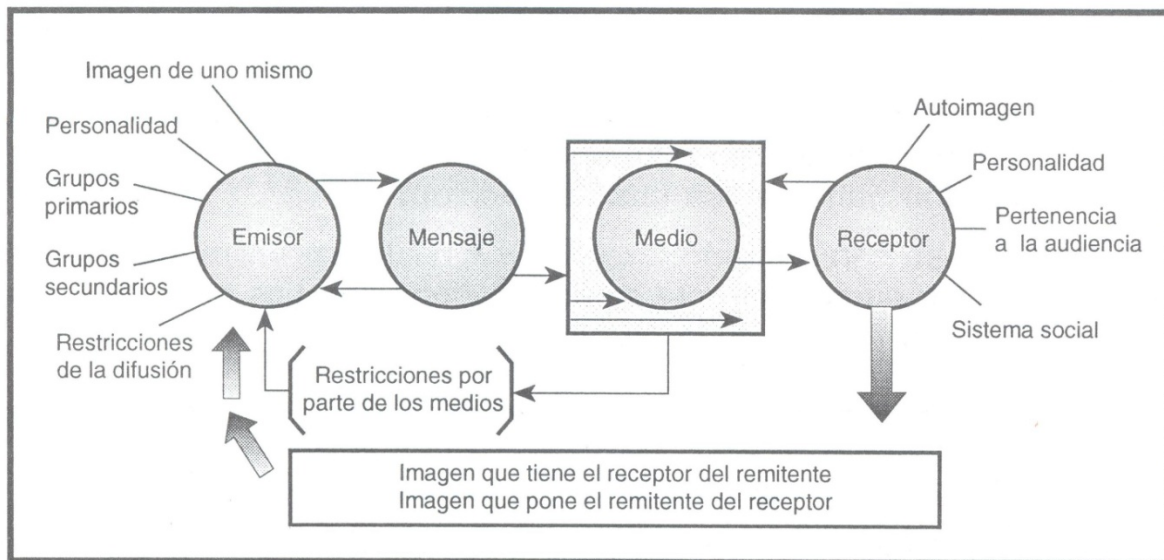 Imagen de uno mismo
Personalidad
Grupos
primarios
Grupos
secundarios
Restricciones
de la difusión
Emisor
Mensaje
Medio
Receptor
Autoimagen
Personalidad
Pertenencia
a la audiencia
Sistema social
Restricciones por
parte de los medios
Imagen que tiene el receptor del remitente
Imagen que pone el remitente del receptor